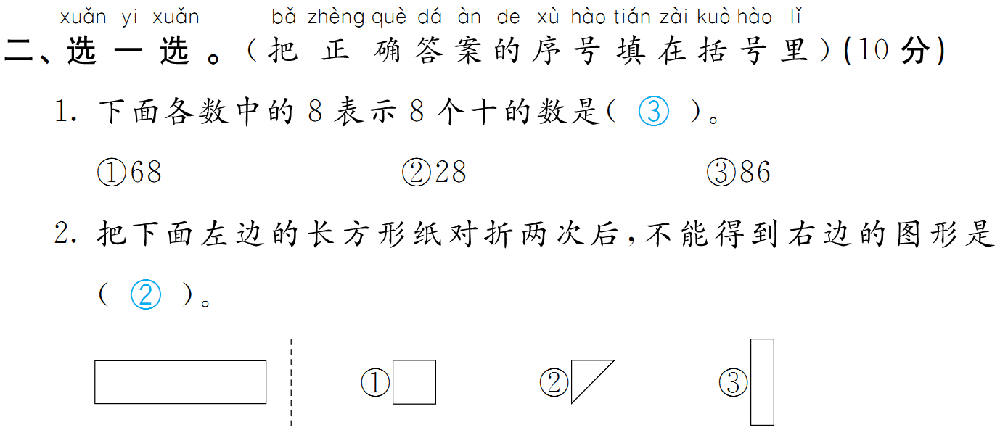 xuǎn yi xuǎn bǎ zhèng què dá àn de xù hào tián zài kuò hào lǐ
二、选一选。(把正确答案的序号填在括号里)(10分)
1. 下面各数中的8表示8个十的数是( ③ )。
①68 ②28 ③86
2. 把下面左边的长方形纸对折两次后,不能得到右边的图形是
( ② )。
① ② ③